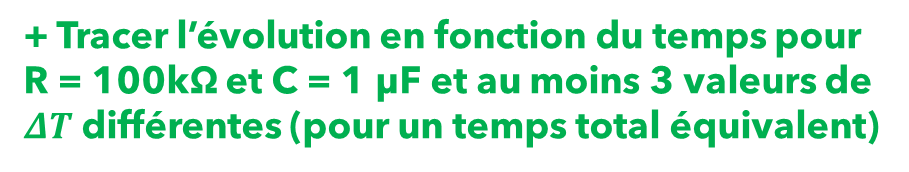 + Tracer l’évolution en fonction du temps pour
R = 100kΩ et C = 1 µF et au moins 3 valeurs de
ΔT différentes (pour un temps total équivalent)